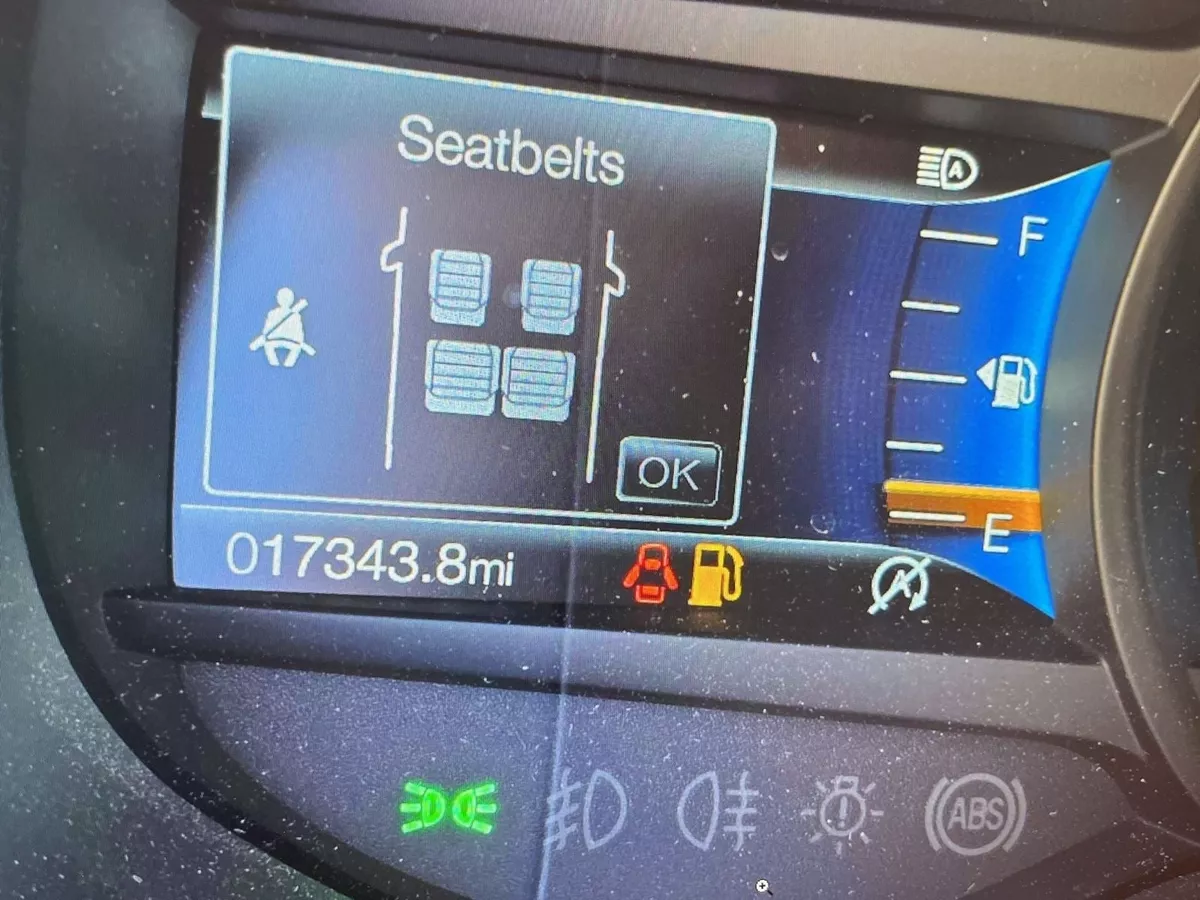 Seatbelts
A
F
OK
E
017343.8mi
A
ABS